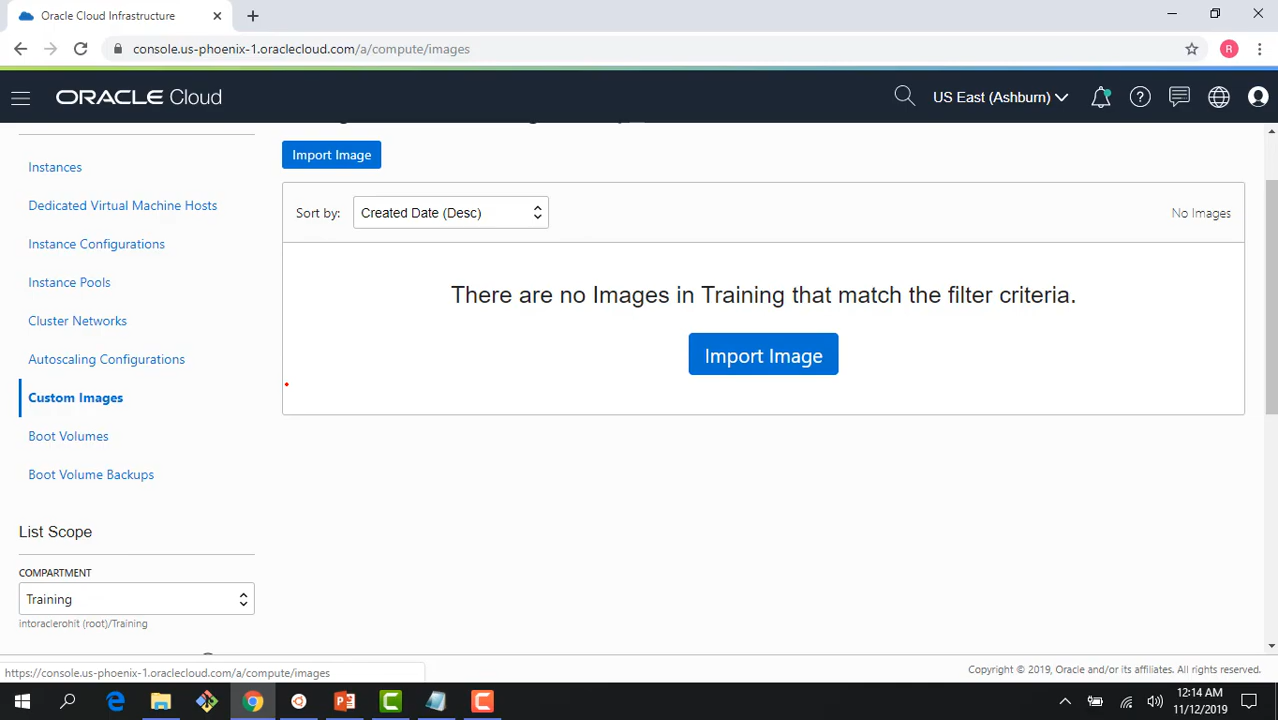 Oracle Cloud Infrastructure
console.us-phoenix-1.oraclecloud.com/a/compute/images
R
ORACLE Cloud
US East (Ashburn)
Import Image
Instances
Dedicated Virtual Machine Hosts
Instance Configurations
Instance Pools
Cluster Networks
Autoscaling Configurations
Custom Images
Boot Volumes
Boot Volume Backups
Sort by:
Created Date (Desc)
No Images
There are no Images in Training that match the filter criteria.
Import Image
List Scope
COMPARTMENT
Training
intoraclerohit (root)/Training
https://console.us-phoenix-1.oraclecloud.com/a/compute/images
Copyright © 2019, Oracle and/or its affiliates. All rights reserved.
12:14 AM
11/12/2019